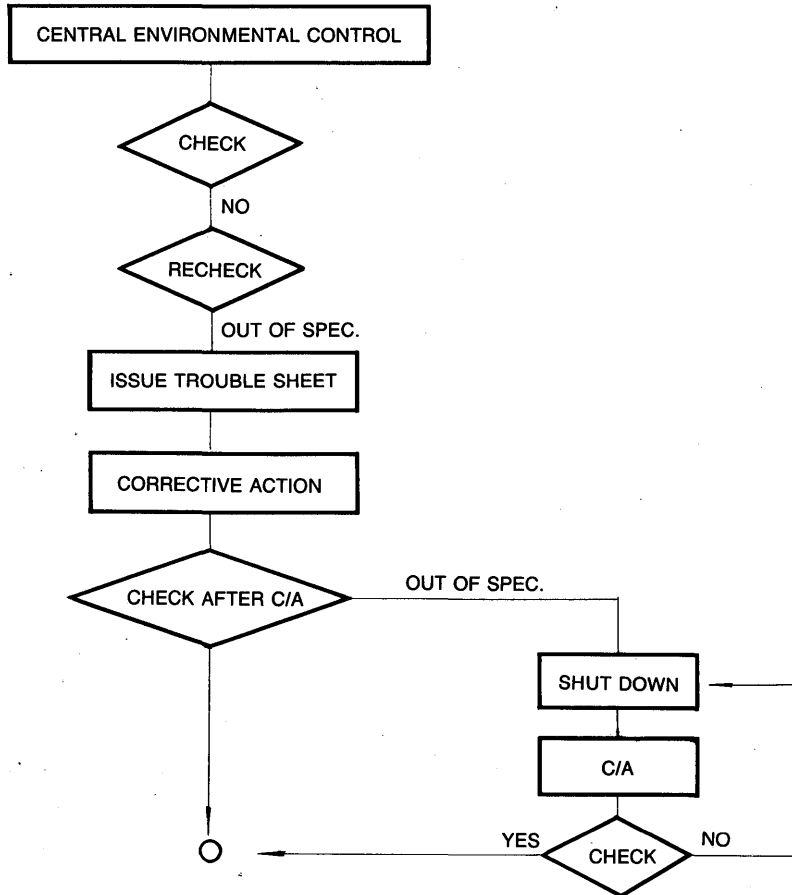 CENTRAL ENVIRONMENTAL CONTROL
CHECK
NO
RECHECK
OUT OF SPEC.
ISSUE TROUBLE SHEET
CORRECTIVE ACTION
CHECK AFTER C/A
OUT OF SPEC.
SHUT DOWN
C/A
YES
CHECK
NO